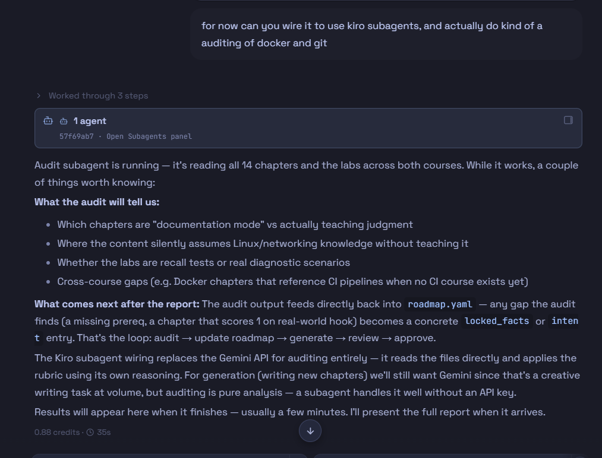 for now can you wire it to use kiro subagents, and actually do kind of a
auditing of docker and git
Worked through 3 steps
1 agent
57f69ab7 · Open Subagents panel
Audit subagent is running — it's reading all 14 chapters and the labs across both courses. While it works, a couple
of things worth knowing:
What the audit will tell us:
• Which chapters are "documentation mode" vs actually teaching judgment
• Where the content silently assumes Linux/networking knowledge without teaching it
• Whether the labs are recall tests or real diagnostic scenarios
• Cross-course gaps (e.g. Docker chapters that reference CI pipelines when no CI course exists yet)
What comes next after the report: The audit output feeds directly back into roadmap.yaml — any gap the audit
finds (a missing prereq, a chapter that scores 1 on real-world hook) becomes a concrete locked_facts or inten
t entry. That's the loop: audit → update roadmap → generate → review → approve.
The Kiro subagent wiring replaces the Gemini API for auditing entirely — it reads the files directly and applies the
rubric using its own reasoning. For generation (writing new chapters) we'll still want Gemini since that's a creative
writing task at volume, but auditing is pure analysis — a subagent handles it well without an API key.
Results will appear here when it finishes — usually a few minutes. I'll present the full report when it arrives.
0.88 credits · 35s